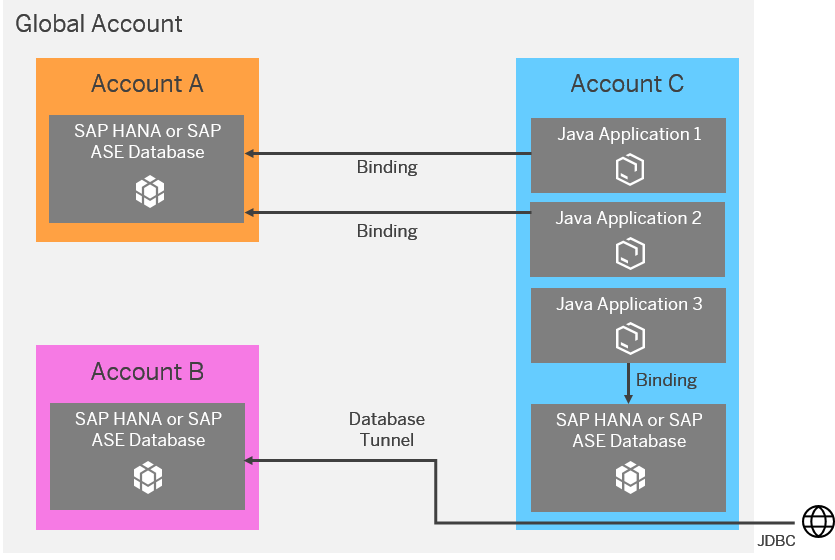 Global Account
Account A
SAP HANA or SAP
ASE Database
Binding
Binding
Account C
Java Application 1
Java Application 2
Java Application 3
Binding
SAP HANA or SAP
ASE Database
Account B
SAP HANA or SAP
ASE Database
Database
Tunnel
JDBC